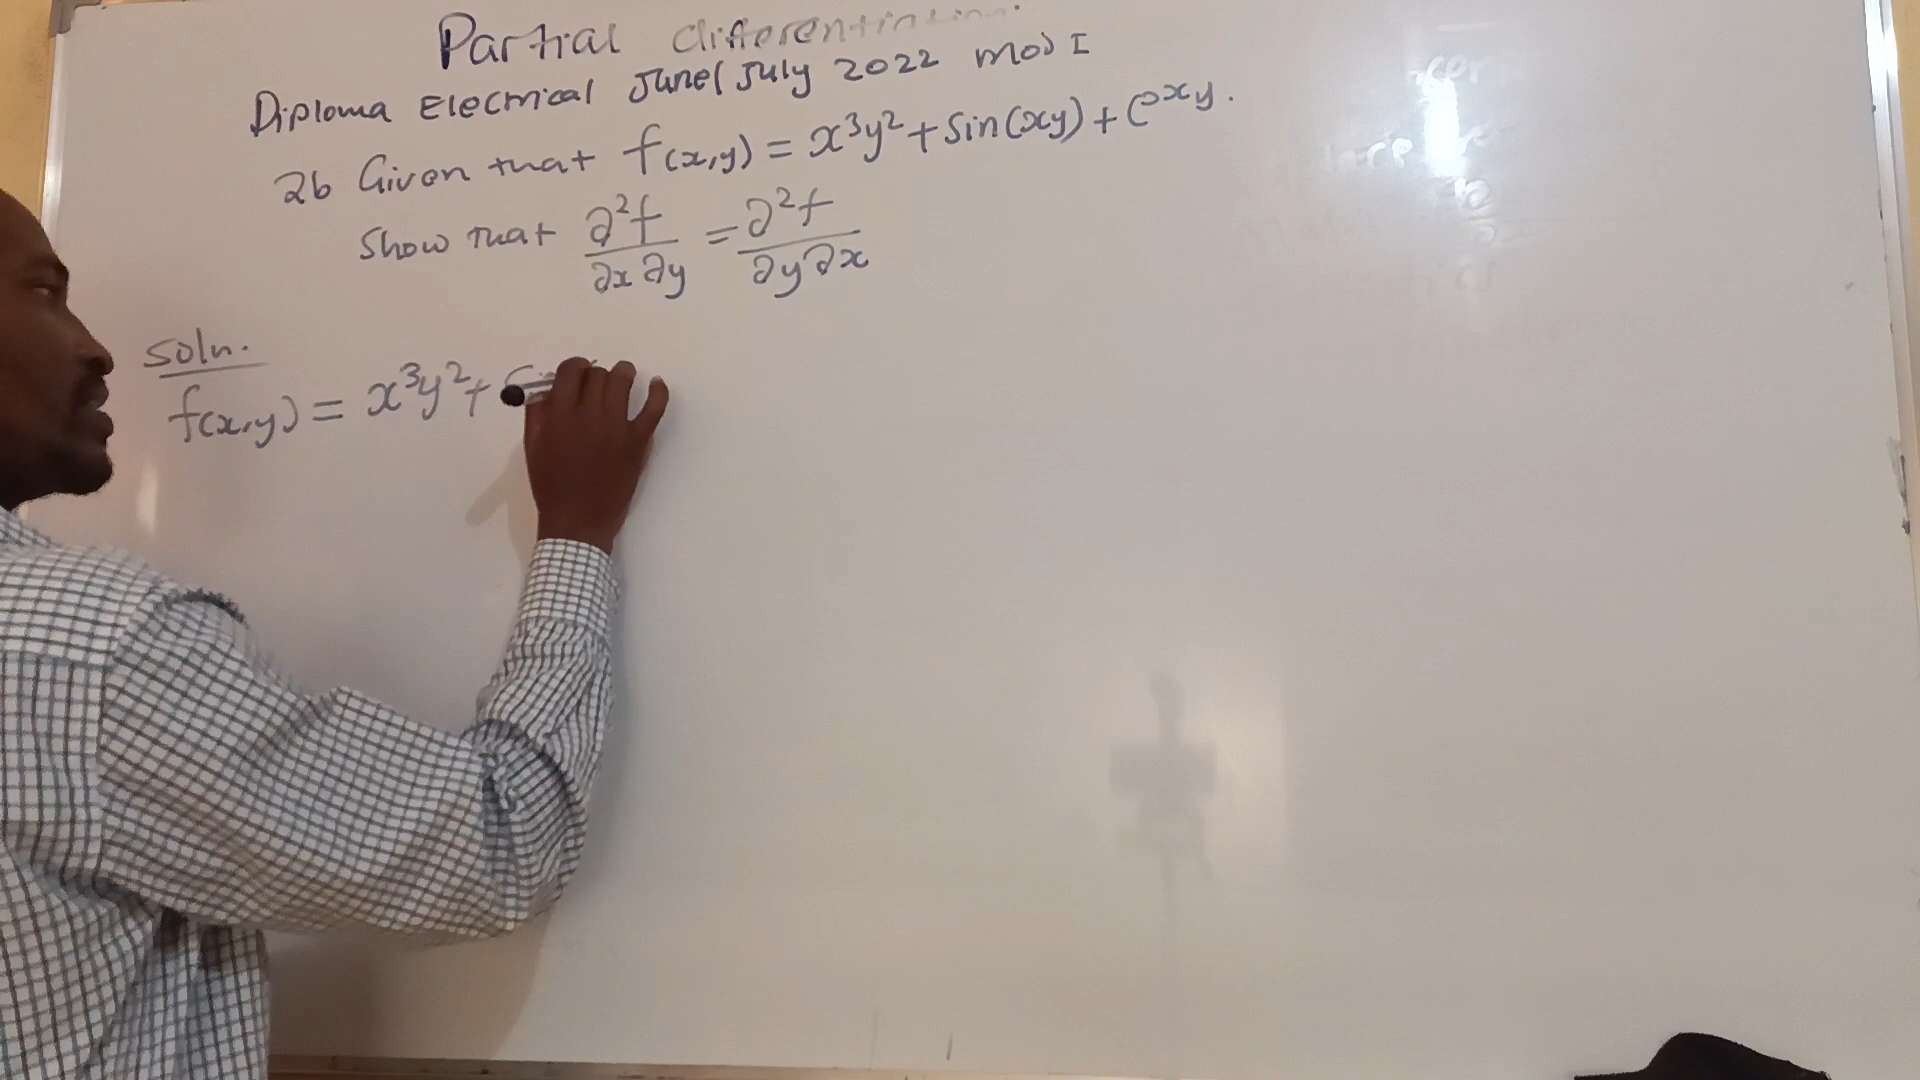 Partial differentiation.
Diploma Electrical June/July 2022 mod I
2b Given that f(x,y) = x³y² + sin(xy) + e^xy.
Show that ∂²f/∂x∂y = ∂²f/∂y∂x
Soln.
f(x,y) = x³y² +